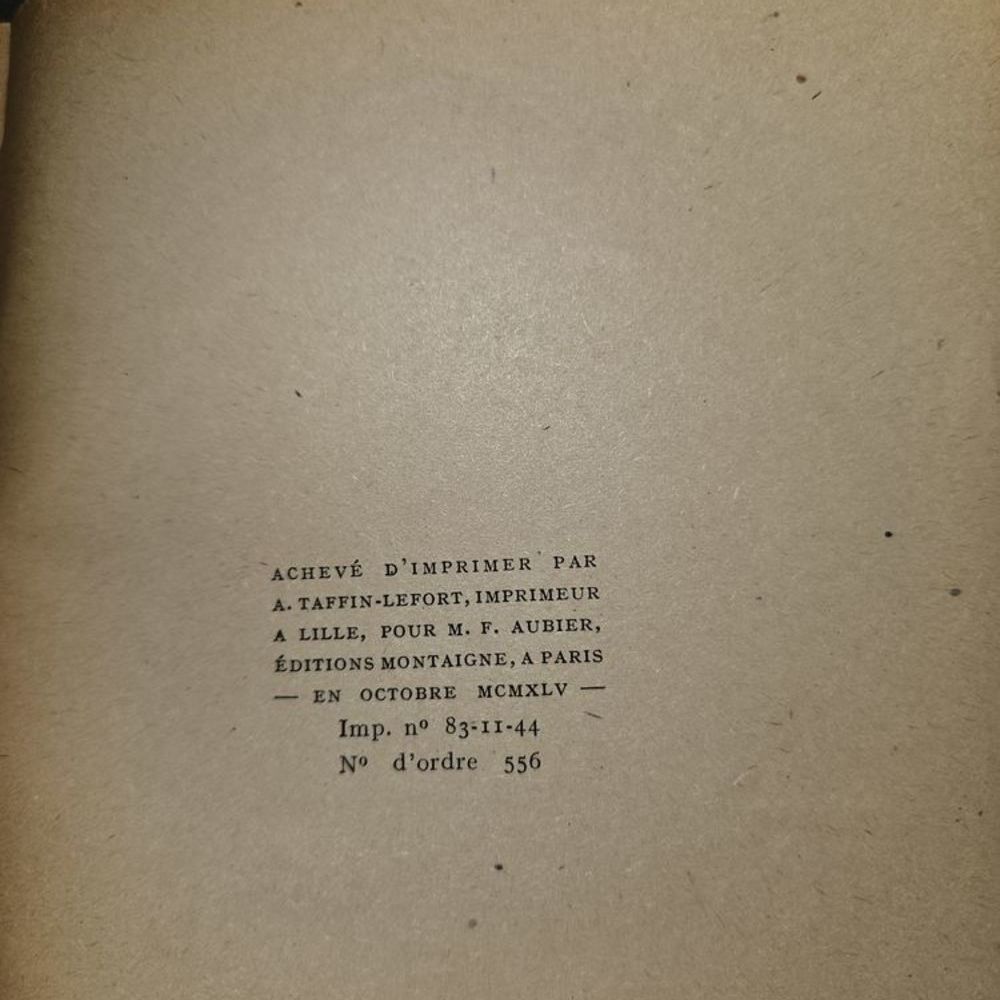 ACHEVÉ D'IMPRIMER PAR
A. TAFFIN-LEFORT, IMPRIMEUR
A LILLE, POUR M. F. AUBIER,
ÉDITIONS MONTAIGNE, A PARIS
— EN OCTOBRE MCMXLV —
Imp. nº 83-11-44
Nº d'ordre 556